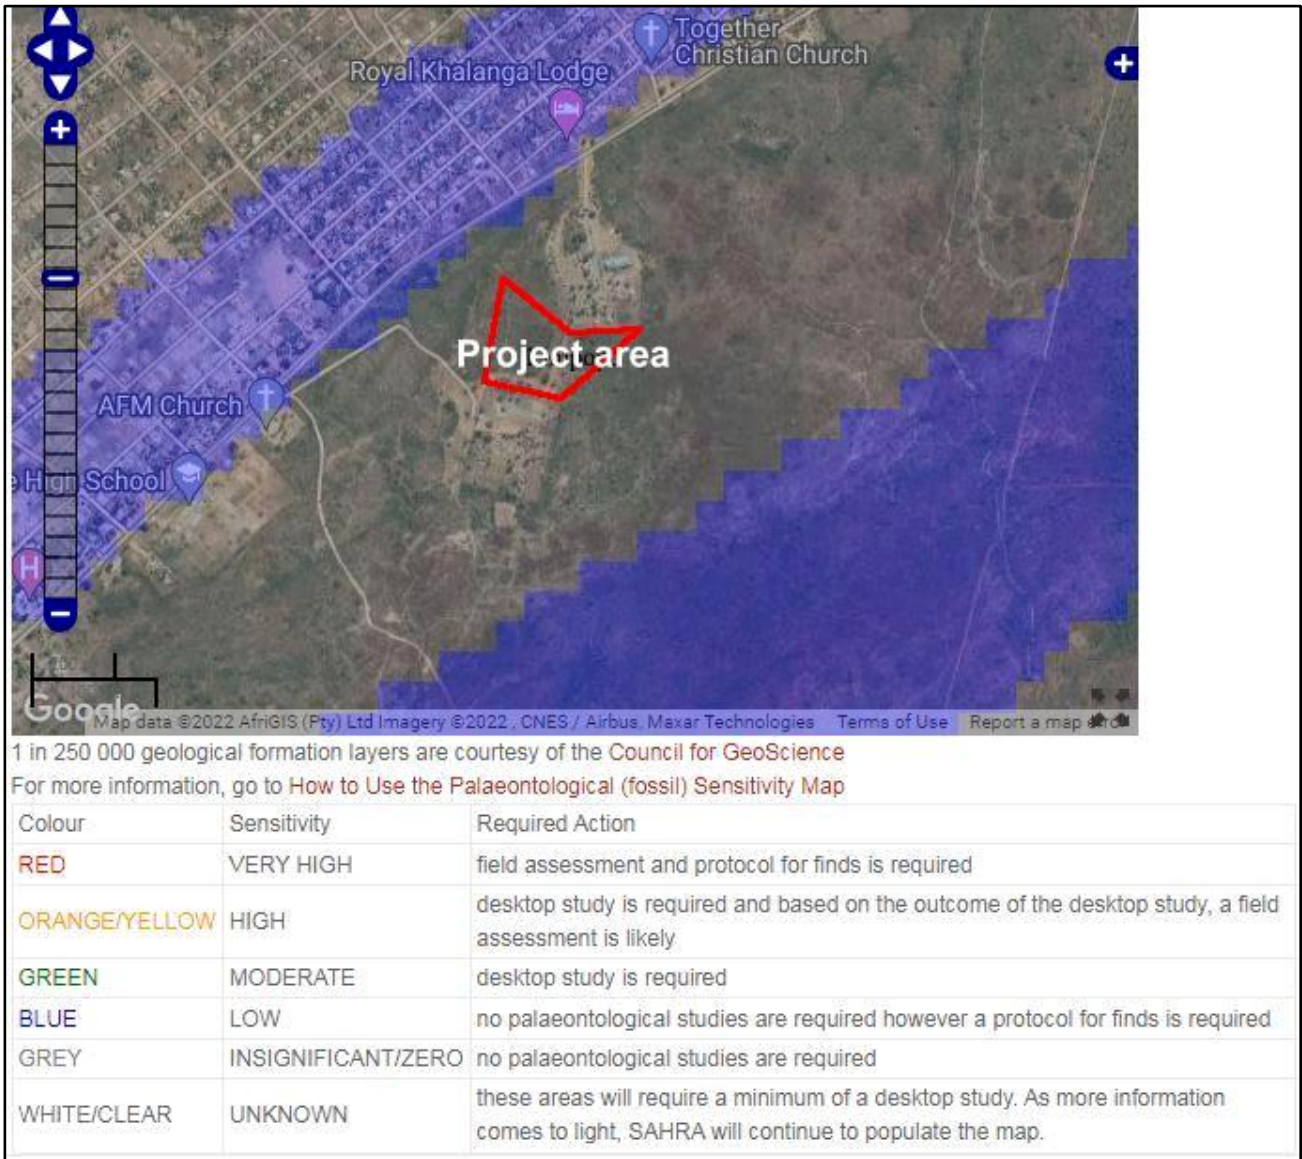 Together
Christian Church
Royal Khalanga Lodge
Project area
AFM Church
High School
H
Google
Map data ©2022 AfriGIS (Pty) Ltd Imagery ©2022 , CNES / Airbus, Maxar Technologies Terms of Use Report a map
1 in 250 000 geological formation layers are courtesy of the Council for GeoScience
For more information, go to How to Use the Palaeontological (fossil) Sensitivity Map
Colour Sensitivity Required Action
RED VERY HIGH field assessment and protocol for finds is required
ORANGE/YELLOW HIGH desktop study is required and based on the outcome of the desktop study, a field
assessment is likely
GREEN MODERATE desktop study is required
BLUE LOW no palaeontological studies are required however a protocol for finds is required
GREY INSIGNIFICANT/ZERO no palaeontological studies are required
WHITE/CLEAR UNKNOWN these areas will require a minimum of a desktop study. As more information
comes to light, SAHRA will continue to populate the map.